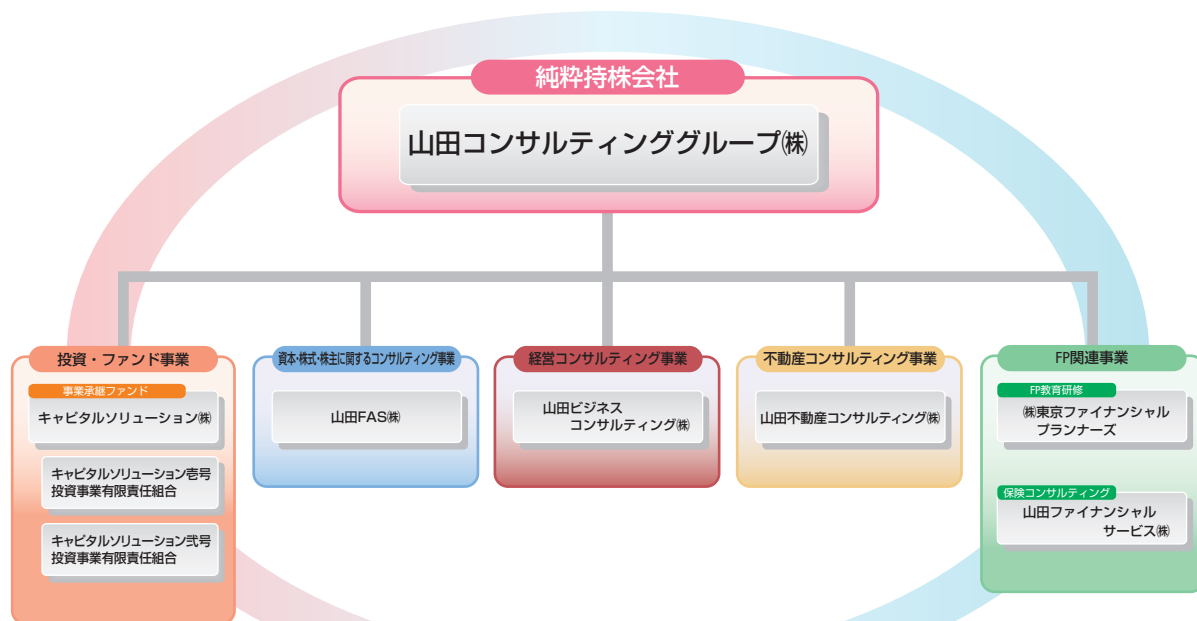 純粋持株会社
山田コンサルティンググループ㈱
投資・ファンド事業
事業承継ファンド
キャピタルソリューション㈱
キャピタルソリューション壱号
投資事業有限責任組合
キャピタルソリューション弐号
投資事業有限責任組合
資本・株式・株主に関するコンサルティング事業
山田FAS㈱
経営コンサルティング事業
山田ビジネス
コンサルティング㈱
不動産コンサルティング事業
山田不動産コンサルティング㈱
FP関連事業
FP教育研修
㈱東京ファイナンシャル
プランナーズ
保険コンサルティング
山田ファイナンシャル
サービス㈱